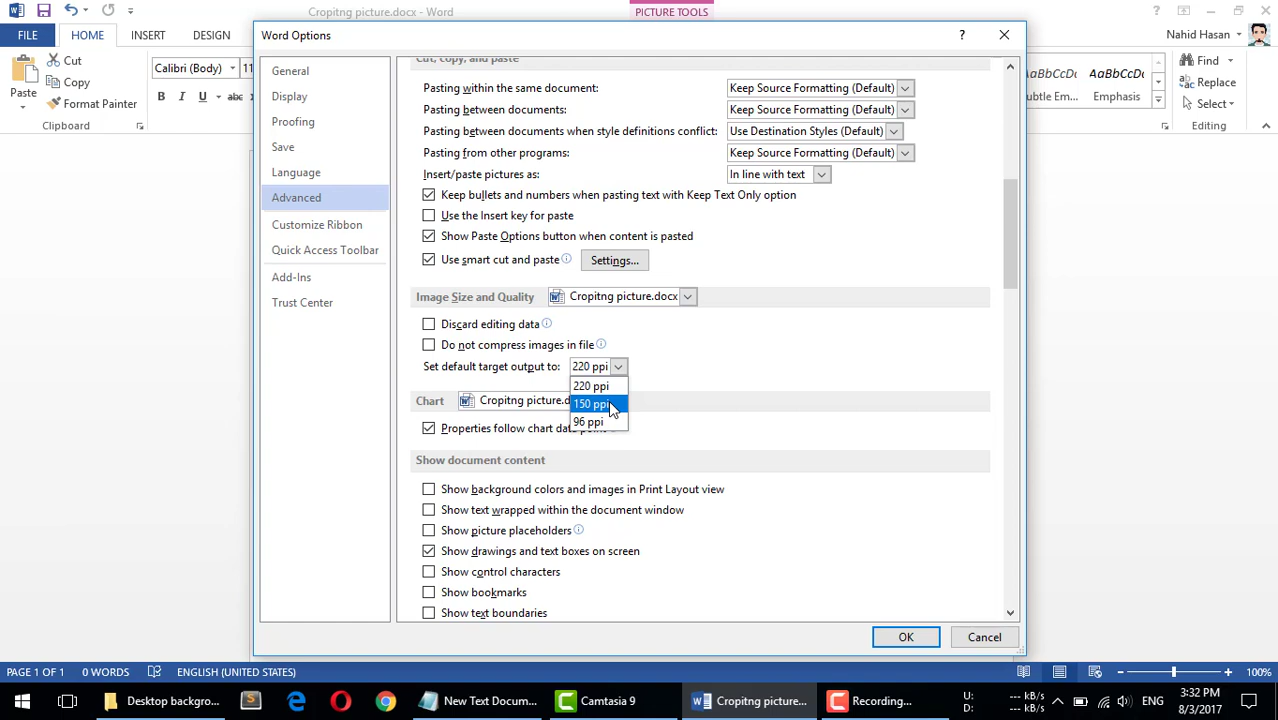 Cropitng picture.docx - Word
PICTURE TOOLS
FILE
HOME
INSERT
DESIGN
Nahid Hasan
Word Options
Cut
Copy
Paste
Format Painter
Clipboard
Calibri (Body)
11
B I U abc
AaBbCcDc
Emphasis
Find
Replace
Select
Editing
General
Display
Proofing
Save
Language
Advanced
Customize Ribbon
Quick Access Toolbar
Add-Ins
Trust Center
Cut, copy, and paste
Pasting within the same document: Keep Source Formatting (Default)
Pasting between documents: Keep Source Formatting (Default)
Pasting between documents when style definitions conflict: Use Destination Styles (Default)
Pasting from other programs: Keep Source Formatting (Default)
Insert/paste pictures as: In line with text
Keep bullets and numbers when pasting text with Keep Text Only option
Use the Insert key for paste
Show Paste Options button when content is pasted
Use smart cut and paste
Settings...
Image Size and Quality Cropitng picture.docx
Discard editing data
Do not compress images in file
Set default target output to: 220 ppi
220 ppi
150 ppi
96 ppi
Chart Cropitng
Properties follow chart data
Show document content
Show background colors and images in Print Layout view
Show text wrapped within the document window
Show picture placeholders
Show drawings and text boxes on screen
Show control characters
Show bookmarks
Show text boundaries
OK
Cancel
PAGE 1 OF 1
0 WORDS
ENGLISH (UNITED STATES)
100%
Desktop backgro...
New Text Docum...
Camtasia 9
Cropitng picture...
Recording...
U: --- kB/s
D: --- kB/s
ENG
3:32 PM
8/3/2017